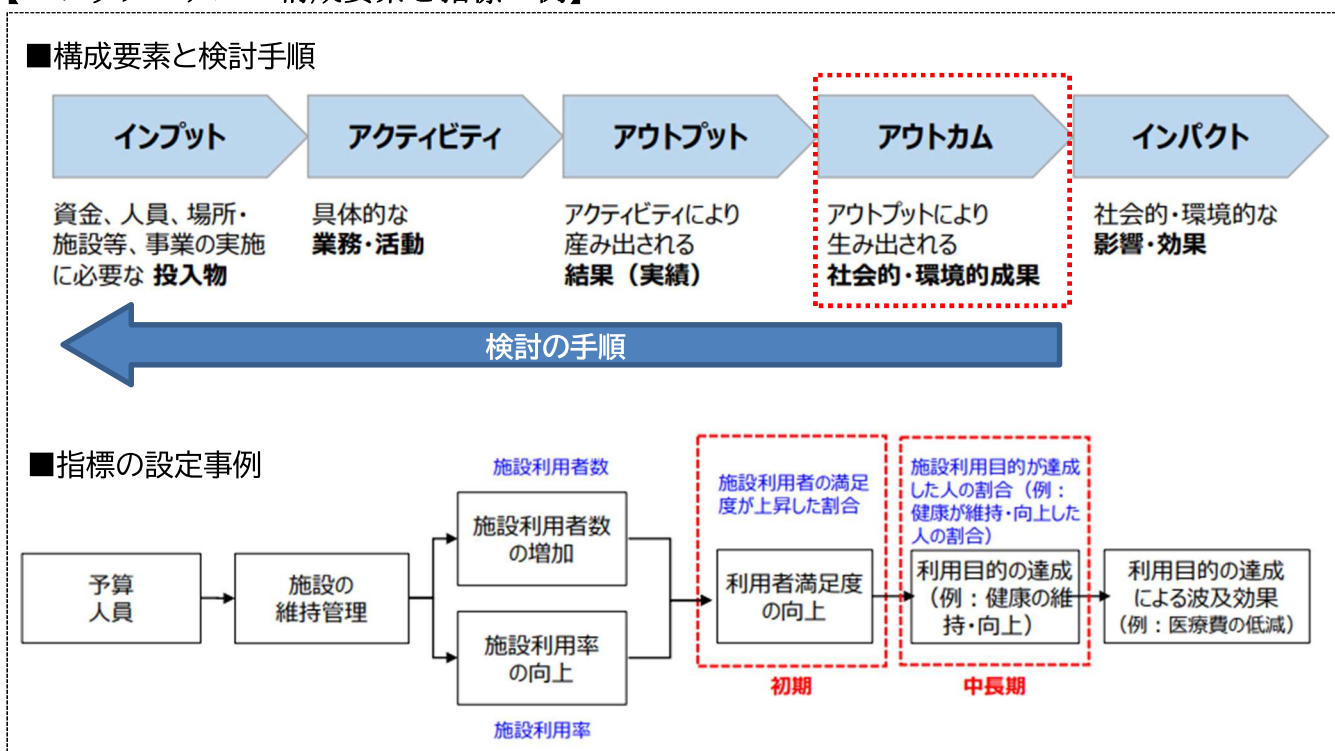 構成要素と指標 例】
■構成要素と検討手順
インプット
アクティビティ
アウトプット
アウトカム
インパクト
資金、人員、場所・
施設等、事業の実施
に必要な 投入物
具体的な
業務・活動
アクティビティにより
産み出される
結果（実績）
アウトプットにより
生み出される
社会的・環境的成果
社会的・環境的な
影響・効果
検討の手順
■指標の設定事例
予算
人員
施設の
維持管理
施設利用者数
施設利用者数
の増加
施設利用率
の向上
施設利用率
施設利用者の満足
度が上昇した割合
利用者満足度
の向上
初期
施設利用目的が達成
した人の割合（例：
健康が維持・向上した
人の割合）
利用目的の達成
（例：健康の維
持・向上）
中長期
利用目的の達成
による波及効果
（例：医療費の低減）